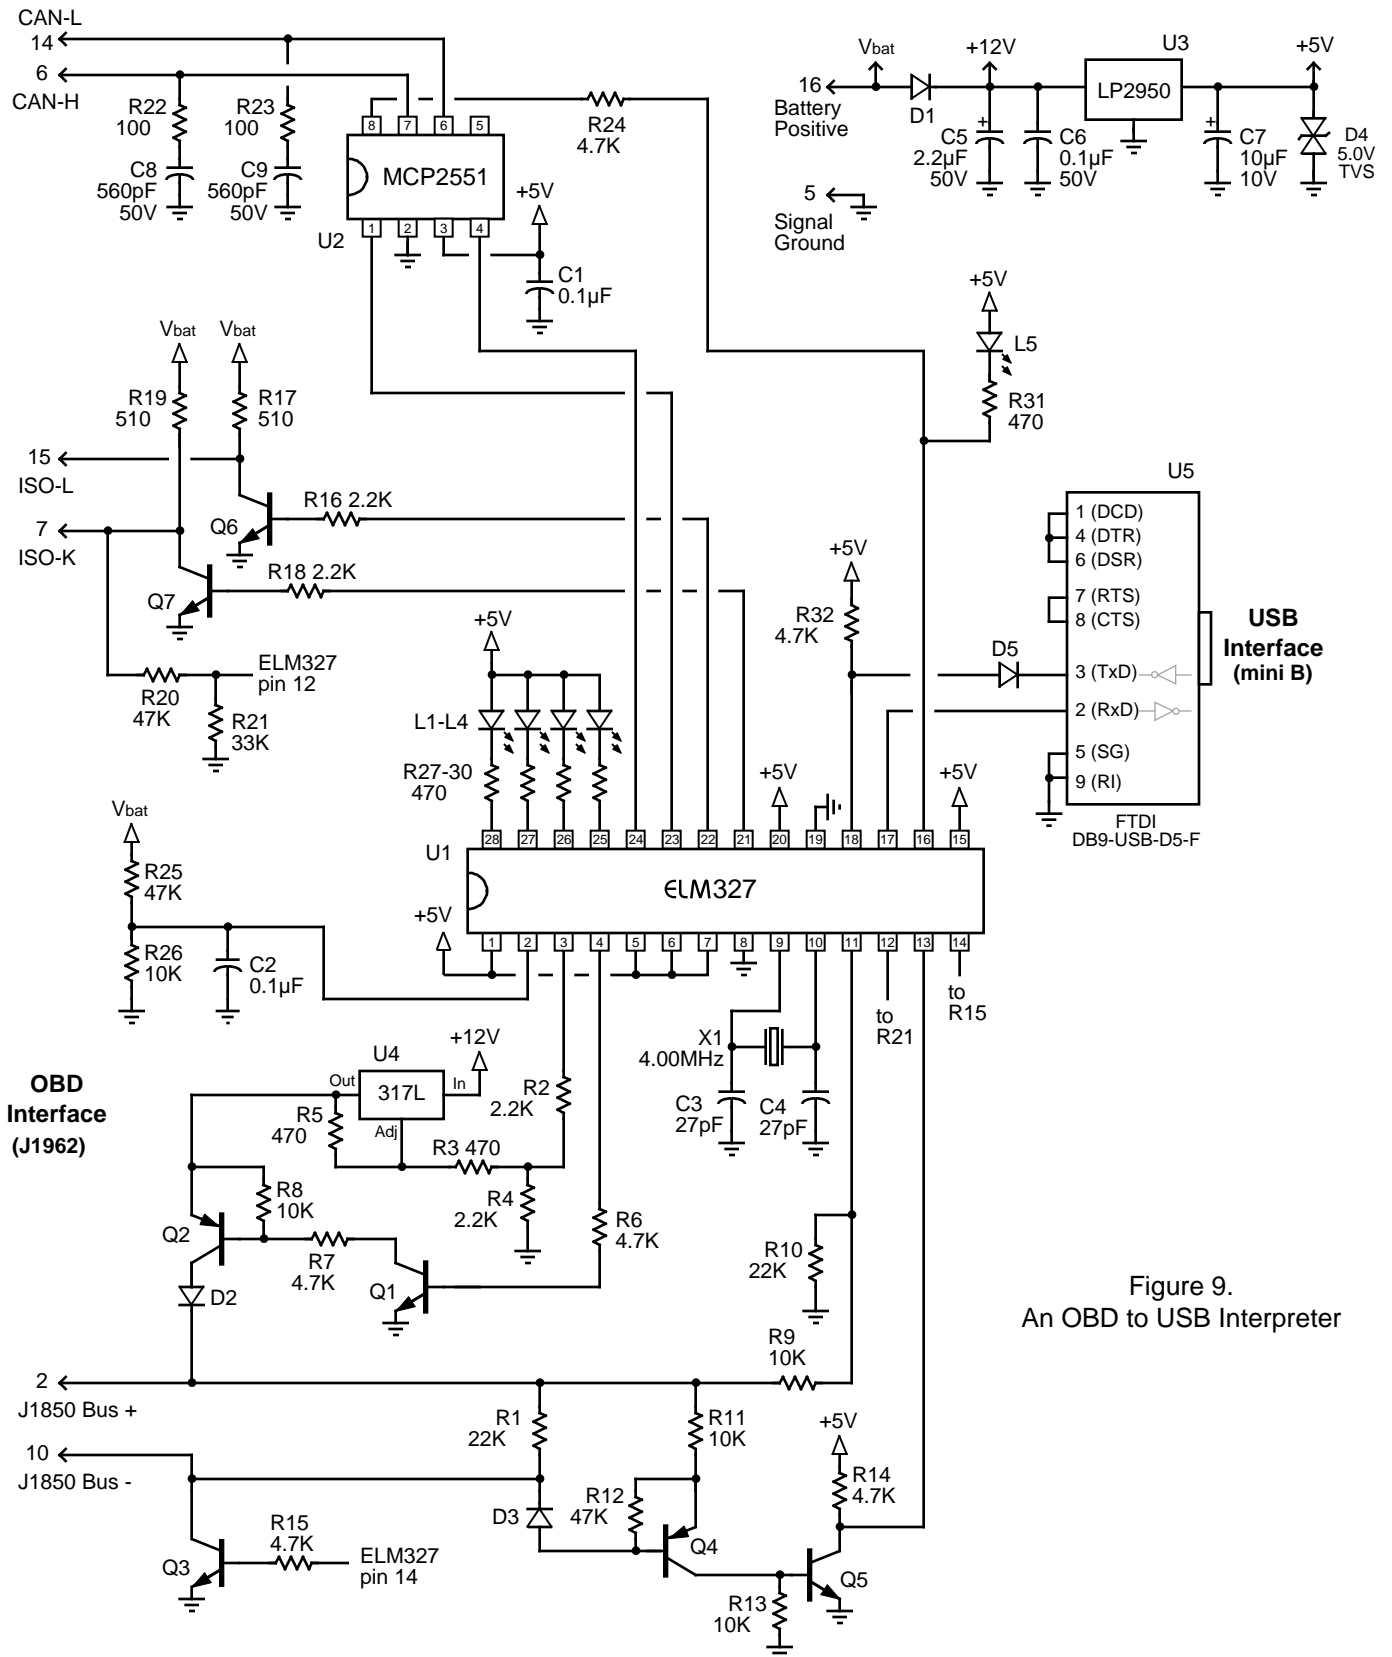 CAN-L
14
6
CAN-H
R22
100
R23
100
C8
560pF
50V
C9
560pF
50V
8
7
6
5
MCP2551
1
2
3
4
U2
R24
4.7K
+5V
C1
0.1µF
Vbat
+12V
U3
+5V
16
Battery
Positive
D1
LP2950
C5
2.2µF
50V
C6
0.1µF
50V
C7
10µF
10V
D4
5.0V
TVS
5
Signal
Ground
+5V
L5
R31
470
Vbat
Vbat
R19
510
R17
510
15
ISO-L
7
ISO-K
Q6
R16 2.2K
Q7
R18 2.2K
R20
47K
ELM327
pin 12
R21
33K
+5V
L1-L4
R27-30
470
+5V
R32
4.7K
D5
U5
1 (DCD)
4 (DTR)
6 (DSR)
7 (RTS)
8 (CTS)
3 (TxD)
2 (RxD)
5 (SG)
9 (RI)
FTDI
DB9-USB-D5-F
USB
Interface
(mini B)
+5V
+5V
Vbat
R25
47K
R26
10K
C2
0.1µF
U1
28
27
26
25
24
23
22
21
20
19
18
17
16
15
ELM327
+5V
1
2
3
4
5
6
7
8
9
10
11
12
13
14
to
R21
to
R15
X1
4.00MHz
C3
27pF
C4
27pF
OBD
Interface
(J1962)
U4
+12V
Out
317L
In
Adj
R5
470
R3 470
R2
2.2K
R4
2.2K
R6
4.7K
R8
10K
Q2
R7
4.7K
Q1
D2
R10
22K
R9
10K
Figure 9.
An OBD to USB Interpreter
2
J1850 Bus +
10
J1850 Bus -
R1
22K
R11
10K
+5V
R14
4.7K
D3
R12
47K
Q4
Q5
R13
10K
Q3
R15
4.7K
ELM327
pin 14